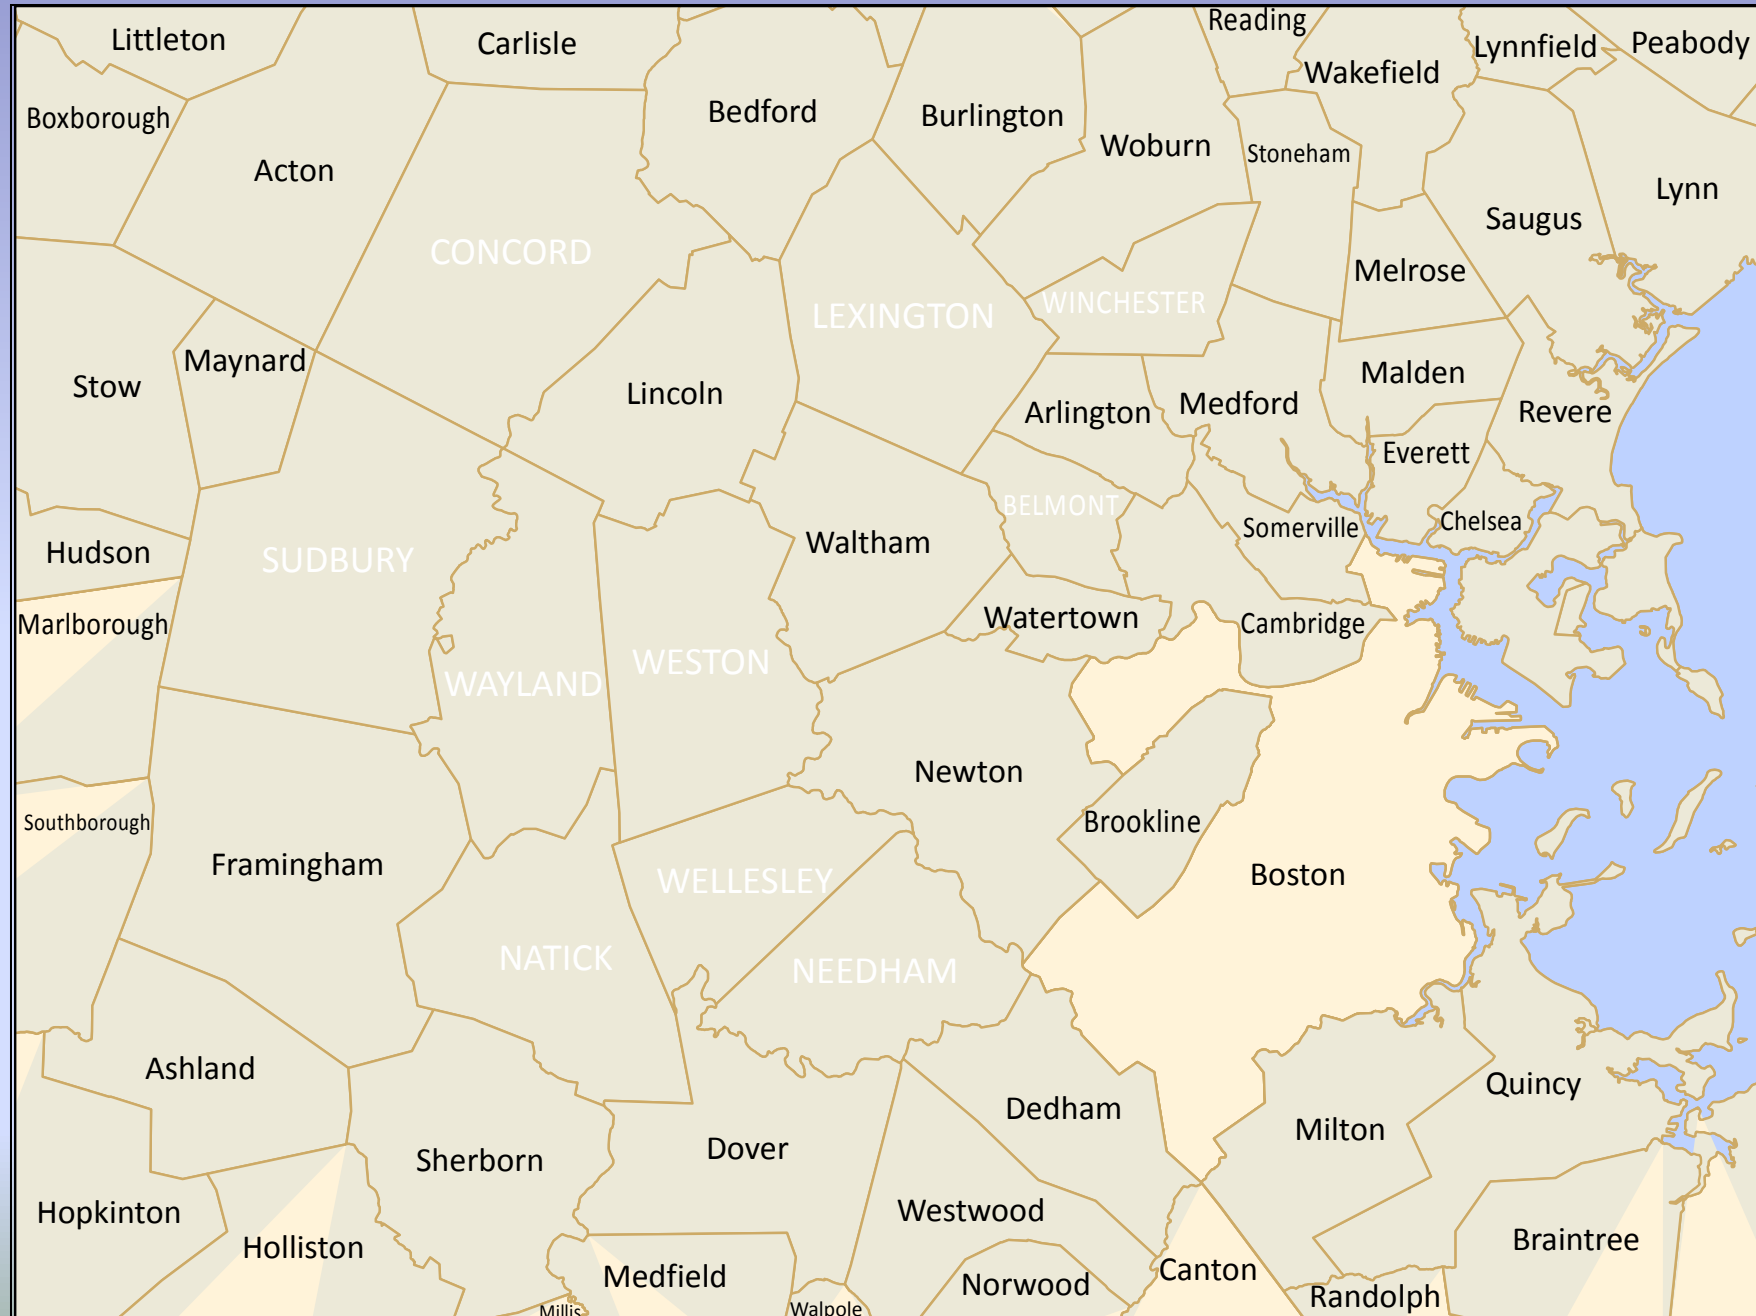 Reading
Littleton
Carlisle
Lynnfield
Peabody
Wakefield
Boxborough
Bedford
Burlington
Woburn
Stoneham
Acton
Lynn
Saugus
CONCORD
Melrose
LEXINGTON
WINCHESTER
Maynard
Malden
Stow
Lincoln
Arlington
Medford
Revere
Everett
BELMONT
Chelsea
Somerville
Hudson
SUDBURY
Waltham
Marlborough
Watertown
Cambridge
WESTON
WAYLAND
Newton
Southborough
Brookline
Framingham
WELLESLEY
Boston
NATICK
NEEDHAM
Ashland
Quincy
Dedham
Milton
Dover
Sherborn
Hopkinton
Westwood
Braintree
Holliston
Canton
Medfield
Norwood
Randolph
Millis
Walpole